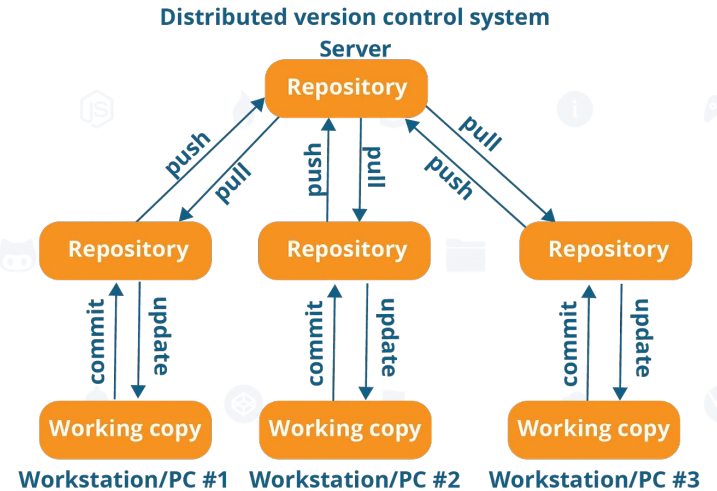 Distributed version control system
Server
Repository
push
pull
push
pull
push
pull
Repository
Repository
Repository
commit
update
commit
update
commit
update
Working copy
Working copy
Working copy
Workstation/PC #1
Workstation/PC #2
Workstation/PC #3
JS